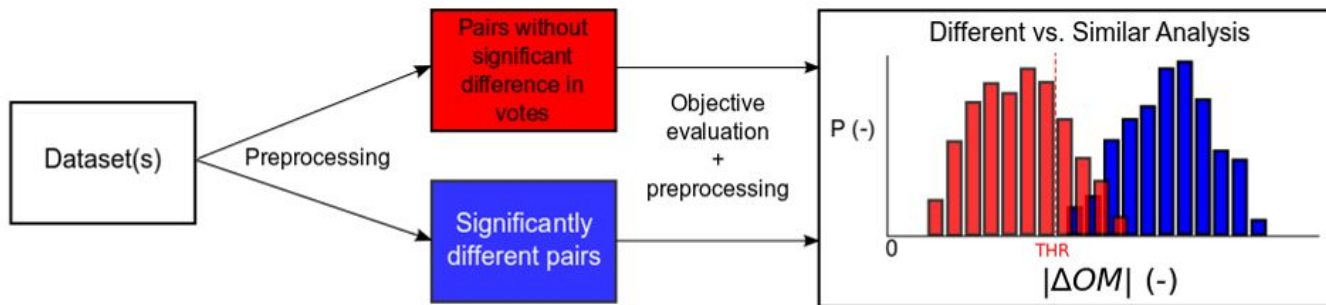 Dataset(s)
Preprocessing
Pairs without
significant
difference in
votes
Significantly
different pairs
Objective
evaluation
+
preprocessing
Different vs. Similar Analysis
P (-)
0
THR
|ΔOM| (-)